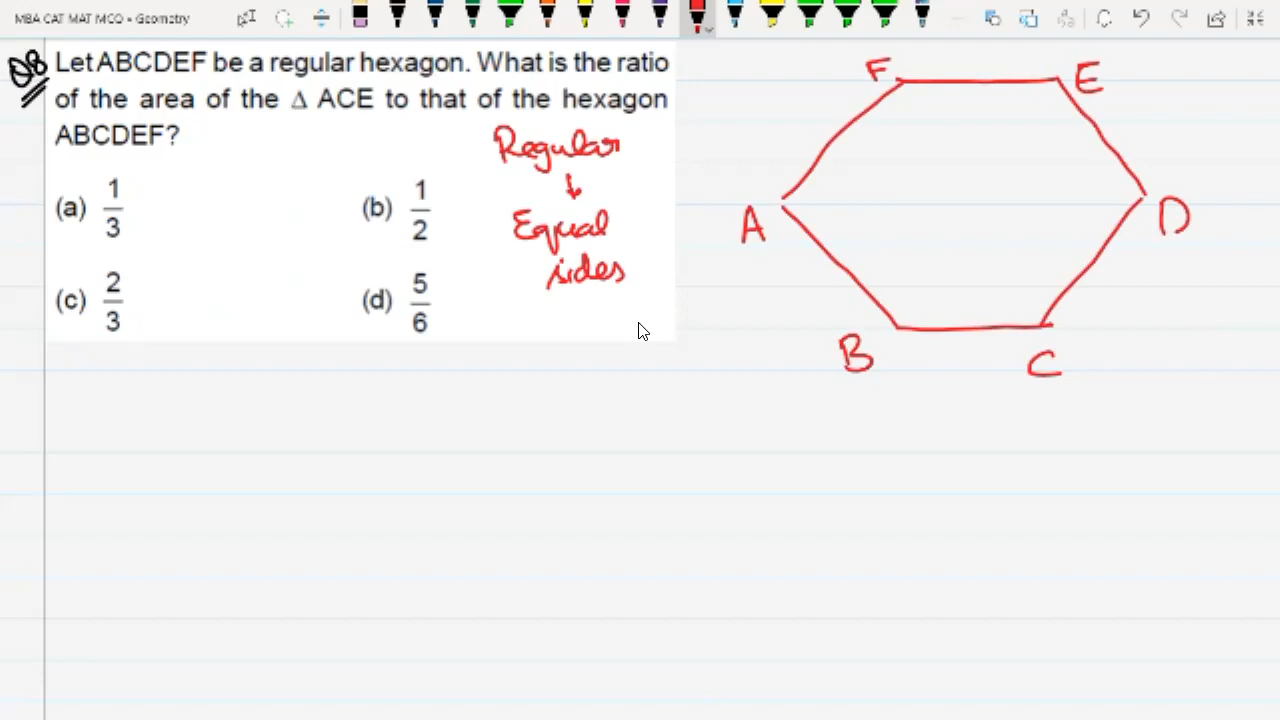 MBA CAT MAT MCQ - Geometry
Q8 Let ABCDEF be a regular hexagon. What is the ratio
of the area of the Δ ACE to that of the hexagon
ABCDEF?
Regular
↓
Equal
sides
(a) 1/3 (b) 1/2
(c) 2/3 (d) 5/6
F E
A D
B C